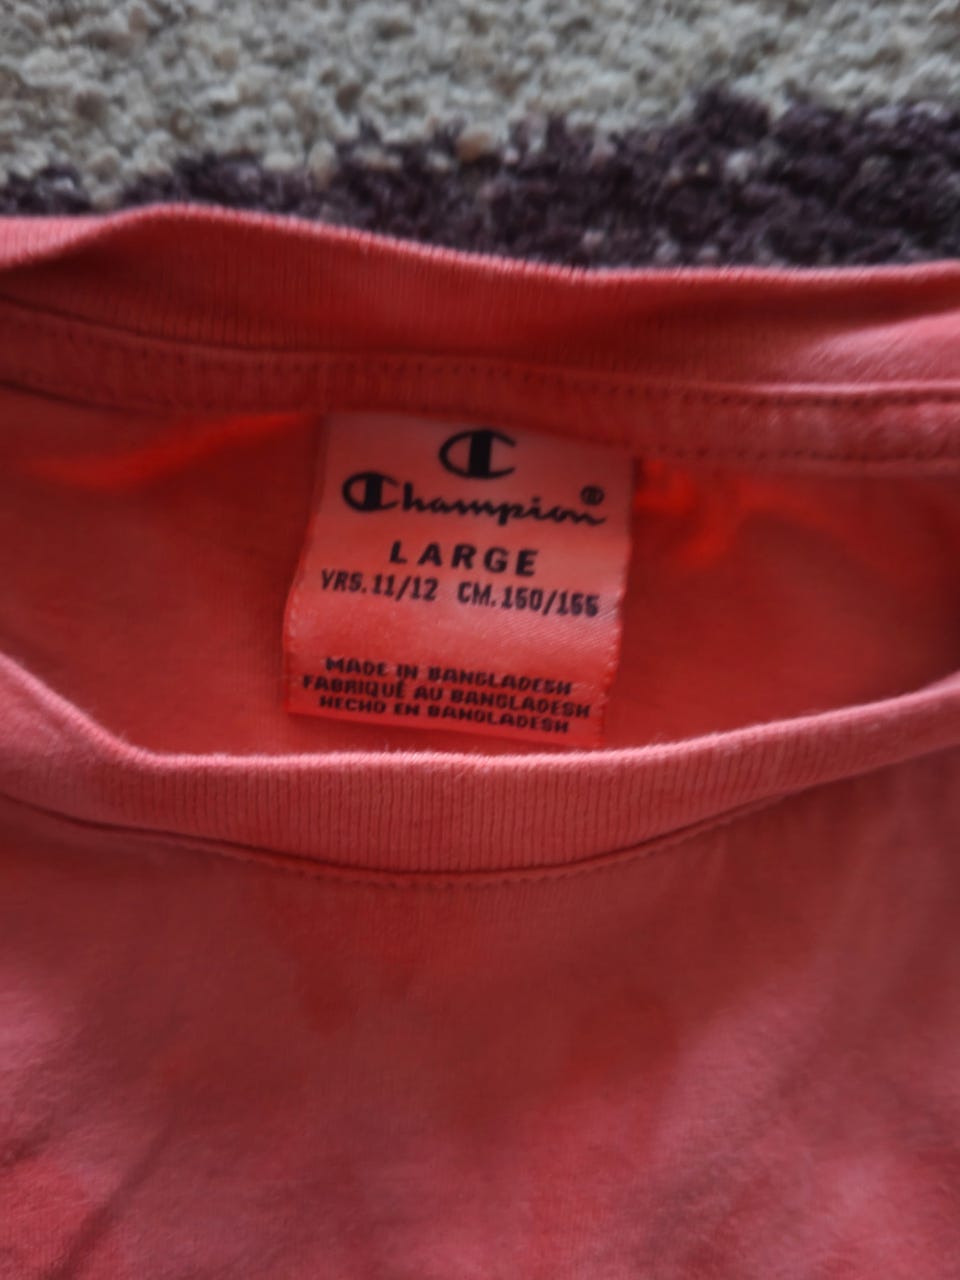 C
Champion®
LARGE
YRS. 11/12 CM. 150/155
MADE IN BANGLADESH
FABRIQUÉ AU BANGLADESH
HECHO EN BANGLADESH